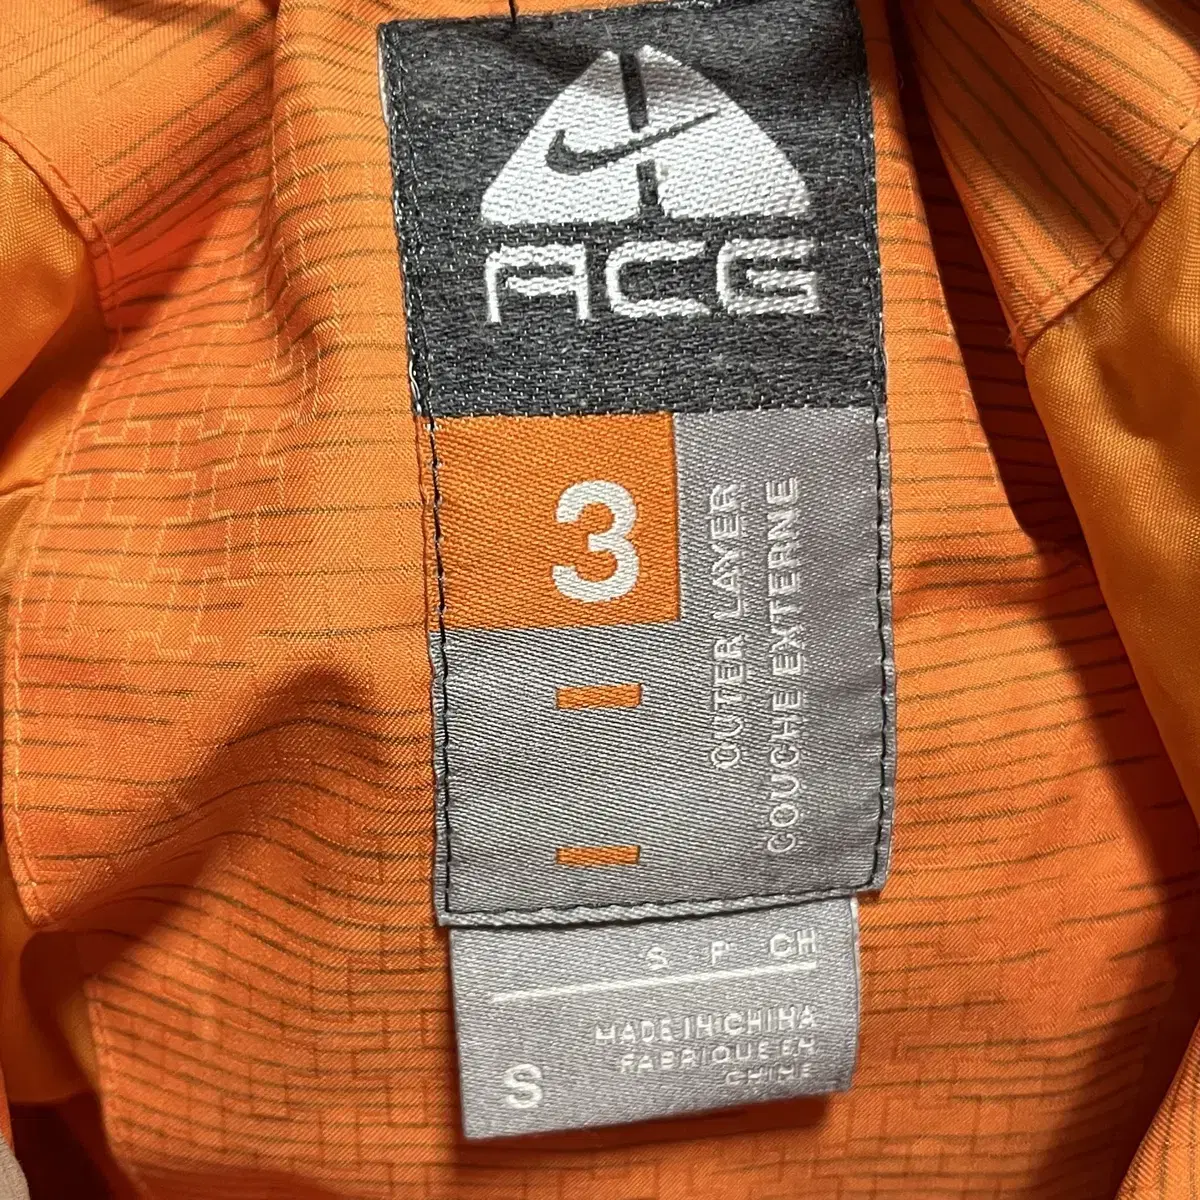 ACG
3
OUTER LAYER
COUCHE EXTERNE
S P CH
MADE IN CHINA
FABRIQUE EN
CHINE
S